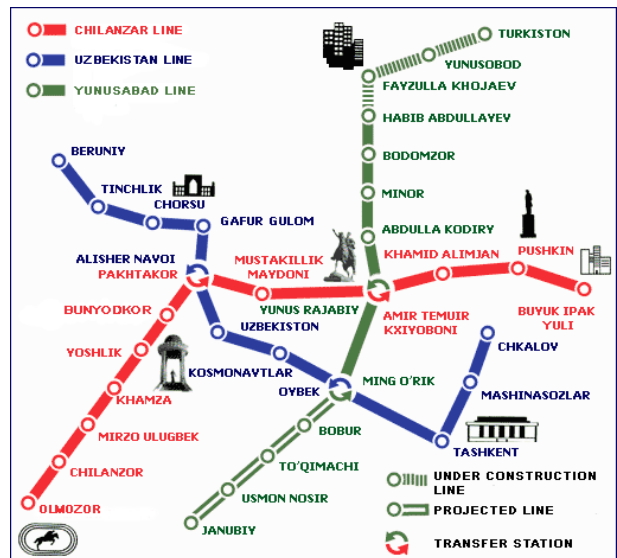 CHILANZAR LINE
UZBEKISTAN LINE
YUNUSABAD LINE
TURKISTON
YUNUSOBOD
FAYZULLA KHOJAEV
HABIB ABDULLAYEV
BODOMZOR
MINOR
ABDULLA KODIRY
BERUNIY
TINCHLIK
CHORSU
GAFUR GULOM
ALISHER NAVOI
PAKHTAKOR
MUSTAKILLIK
MAYDONI
KHAMID ALIMJAN
PUSHKIN
BUYUK IPAK
YULI
YUNUS RAJABIY
AMIR TEMUIR
KXIYOBONI
BUNYODKOR
UZBEKISTON
CHKALOV
YOSHLIK
KOSMONAVTLAR
OYBEK
MING O'RIK
MASHINASOZLAR
KHAMZA
BOBUR
TASHKENT
MIRZO ULUGBEK
TO'QIMACHI
CHILANZOR
USMON NOSIR
OLMOZOR
JANUBIY
UNDER CONSTRUCTION
LINE
PROJECTED LINE
TRANSFER STATION